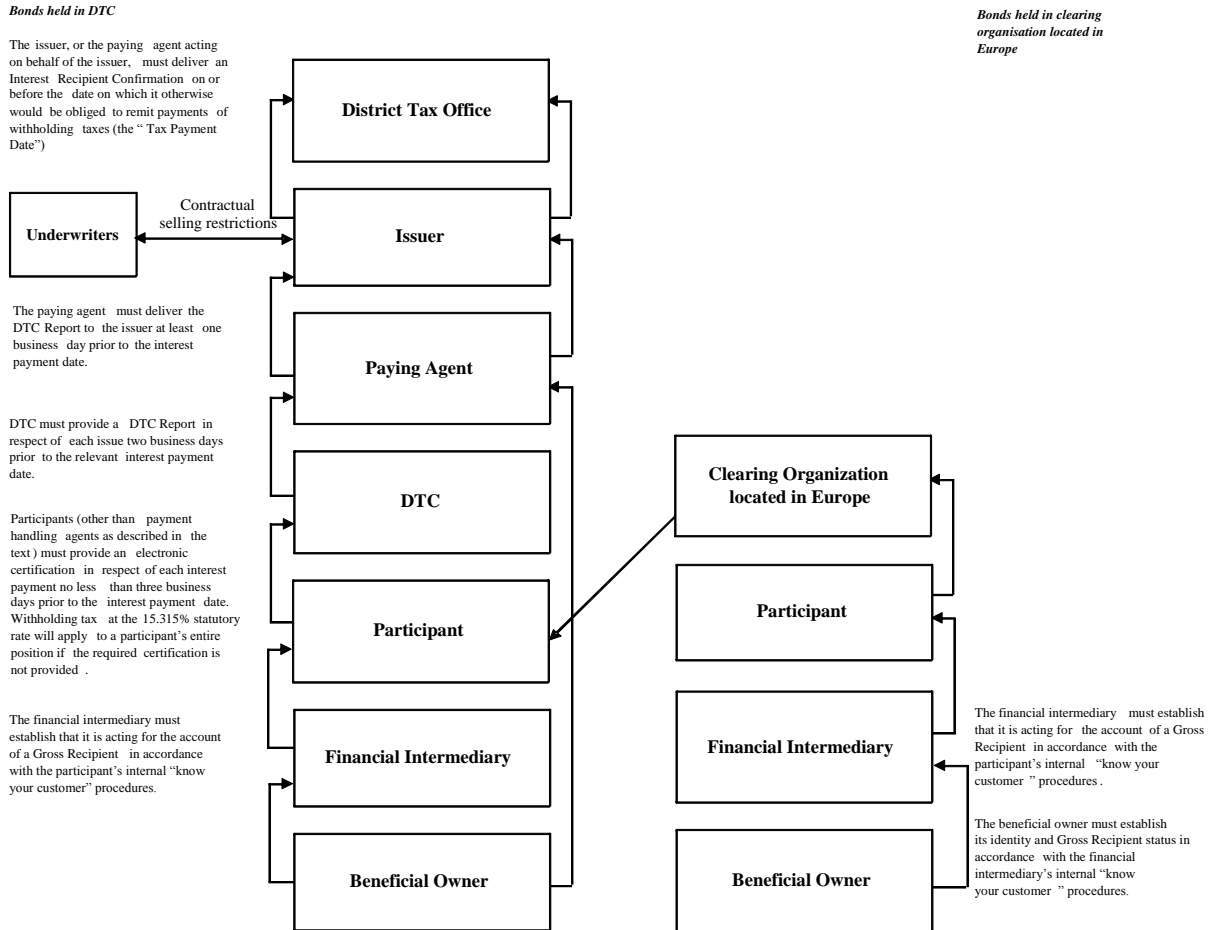 Bonds held in DTC
The issuer, or the paying agent acting
on behalf of the issuer, must deliver an
Interest Recipient Confirmation on or
before the date on which it otherwise
would be obliged to remit payments of
withholding taxes (the “ Tax Payment
Date”)
Bonds held in clearing
organisation located in
Europe
District Tax Office
Underwriters
Contractual
selling restrictions
Issuer
The paying agent must deliver the
DTC Report to the issuer at least one
business day prior to the interest
payment date.
Paying Agent
DTC must provide a DTC Report in
respect of each issue two business days
prior to the relevant interest payment
date.
DTC
Clearing Organization
located in Europe
Participants (other than payment
handling agents as described in the
text ) must provide an electronic
certification in respect of each interest
payment no less than three business
days prior to the interest payment date.
Withholding tax at the 15.315% statutory
rate will apply to a participant’s entire
position if the required certification is
not provided .
Participant
Participant
The financial intermediary must
establish that it is acting for the account
of a Gross Recipient in accordance
with the participant’s internal “know
your customer” procedures.
Financial Intermediary
Financial Intermediary
The financial intermediary must establish
that it is acting for the account of a Gross
Recipient in accordance with the
participant’s internal “know your
customer ” procedures .
Beneficial Owner
Beneficial Owner
The beneficial owner must establish
its identity and Gross Recipient status in
accordance with the financial
intermediary’s internal “know
your customer ” procedures.